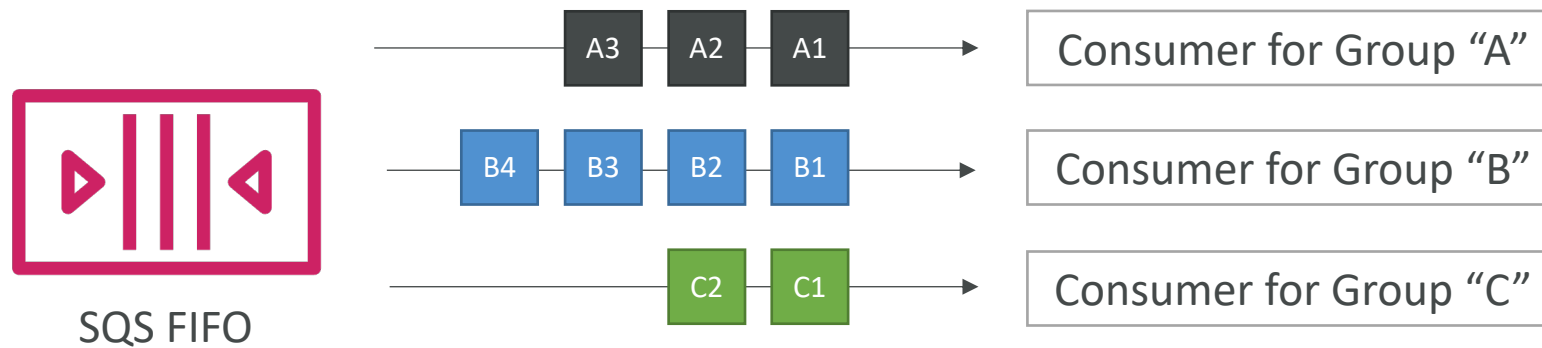 A3 A2 A1 Consumer for Group “A”
B4 B3 B2 B1 Consumer for Group “B”
C2 C1 Consumer for Group “C”
SQS FIFO